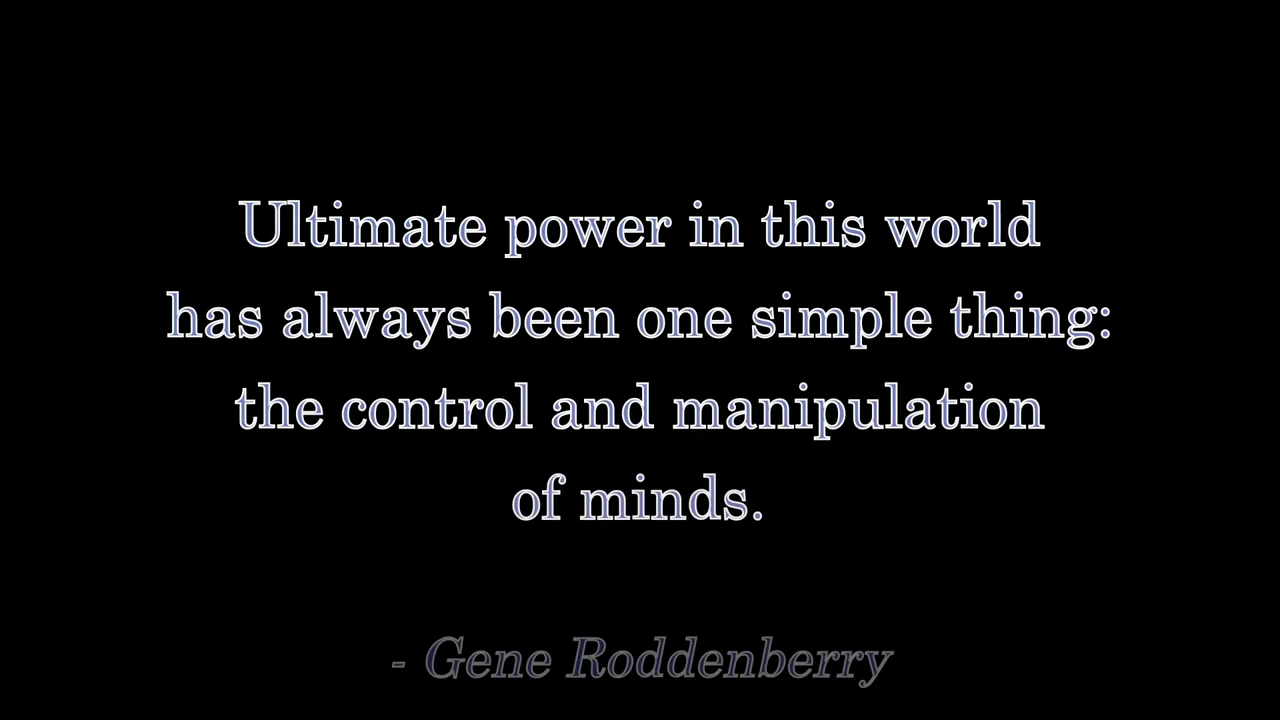 Ultimate power in this world
has always been one simple thing:
the control and manipulation
of minds.
- Gene Roddenberry